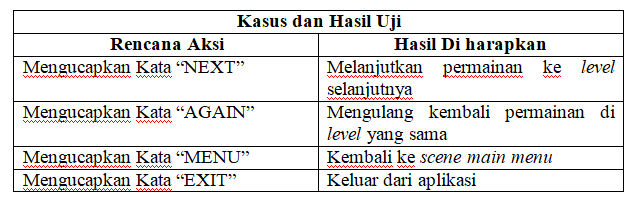 Kasus dan Hasil Uji
Rencana Aksi
Hasil Di harapkan
Mengucapkan Kata “NEXT”
Melanjutkan permainan ke level
selanjutnya
Mengucapkan Kata “AGAIN”
Mengulang kembali permainan di
level yang sama
Mengucapkan Kata “MENU”
Kembali ke scene main menu
Mengucapkan Kata “EXIT”
Keluar dari aplikasi